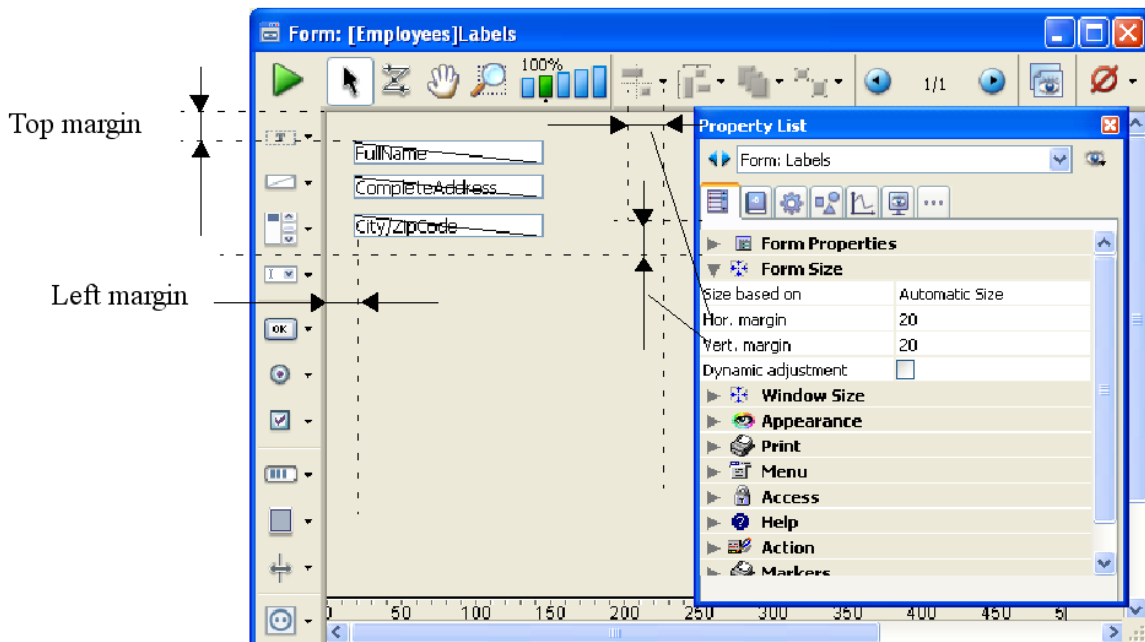 Form: [Employees]Labels
100%
1/1
Top margin
Property List
FullName
Form: Labels
CompleteAddress
City/ZipCode
Form Properties
Form Size
Left margin
Size based on Automatic Size
Hor. margin 20
OK
Vert. margin 20
Dynamic adjustment
Window Size
Appearance
Print
Menu
Access
Help
Action
Markers
0 50 100 150 200 250 300 350 400 450 5